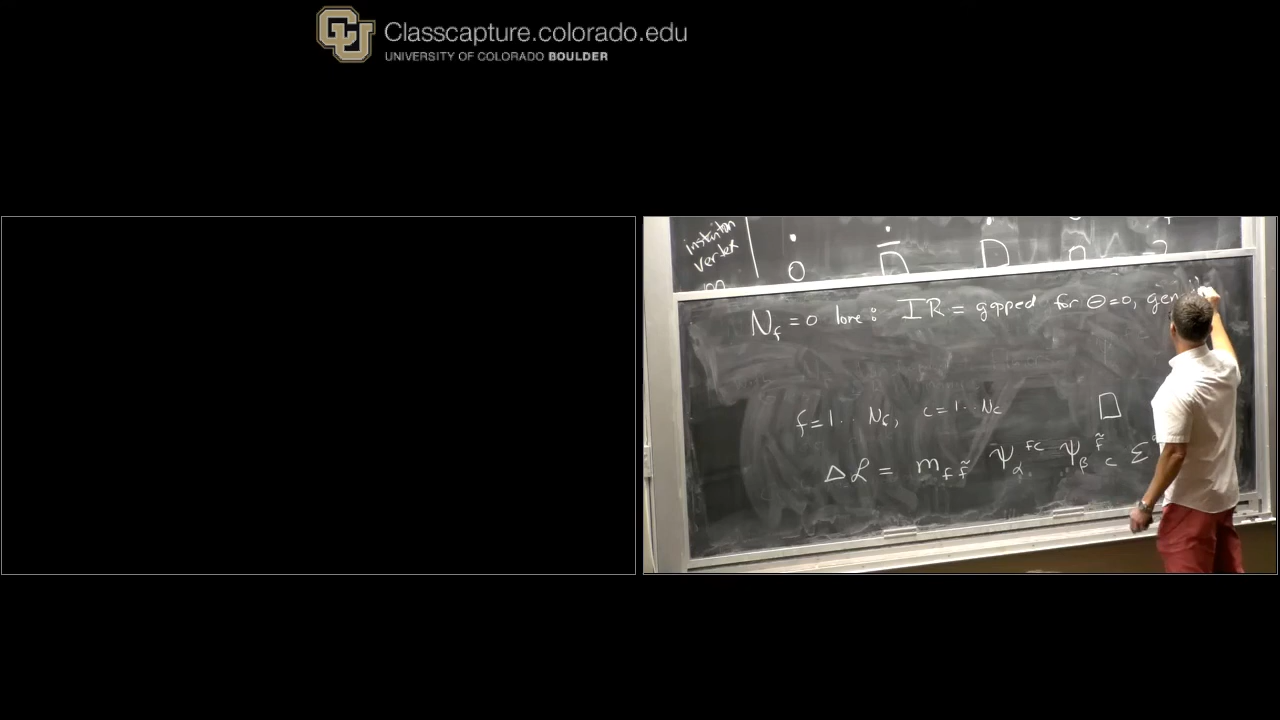 Classcapture.colorado.edu
UNIVERSITY OF COLORADO BOULDER
instanton
vertex
N_f = 0 lore: IR = gapped for Θ=0, gen
f = 1 .. N_f, c = 1 .. N_c □
Δℒ = m_{f f̃} ψ_α^{fc} ψ_β^{f̃}_c ε